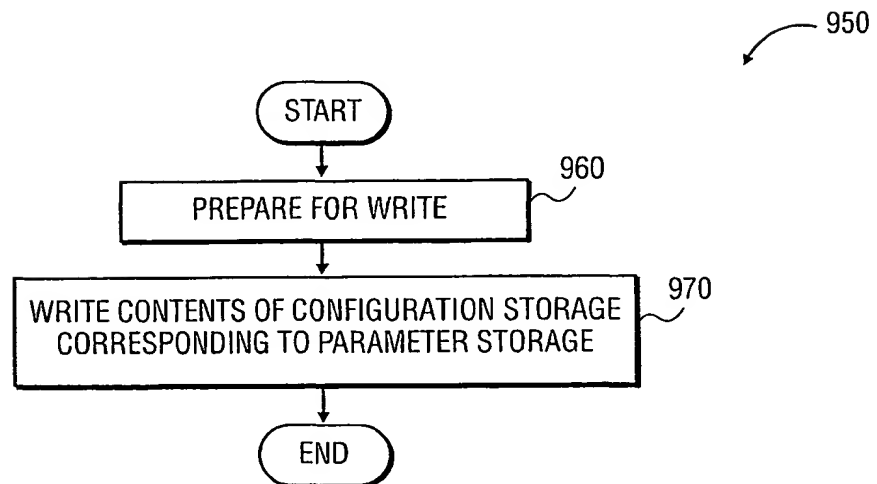 950
START
960
PREPARE FOR WRITE
970
WRITE CONTENTS OF CONFIGURATION STORAGE
CORRESPONDING TO PARAMETER STORAGE
END